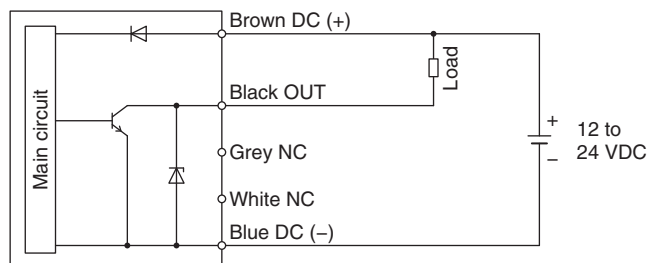 Brown DC (+)
Load
Black OUT
Main circuit
Grey NC
White NC
Blue DC (−)
+
12 to
24 VDC
−